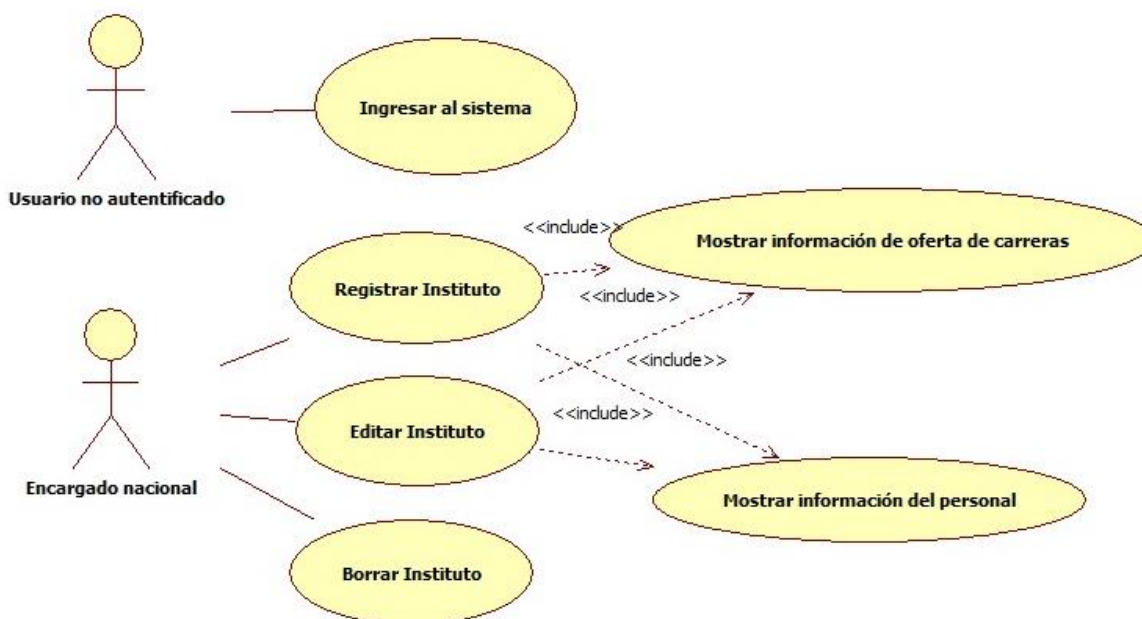 Ingresar al sistema
Usuario no autentificado
<<include>>
Mostrar información de oferta de carreras
Registrar Instituto
<<include>>
<<include>>
<<include>>
Editar Instituto
Encargado nacional
Mostrar información del personal
Borrar Instituto